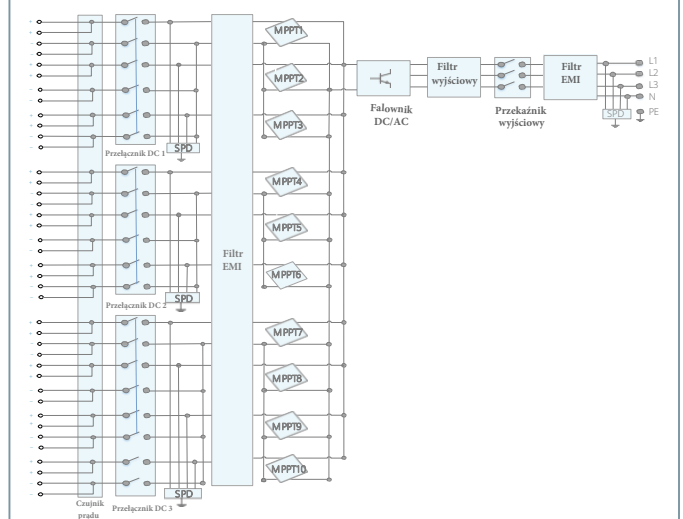 MPPT1
MPPT2
MPPT3
MPPT4
MPPT5
MPPT6
MPPT7
MPPT8
MPPT9
MPPT10
Przełącznik DC 1
SPD
Przełącznik DC 2
SPD
Przełącznik DC 3
SPD
Czujnik
prądu
Filtr
EMI
Falownik
DC/AC
Filtr
wyjściowy
Przekaźnik
wyjściowy
Filtr
EMI
L1
L2
L3
N
SPD
PE